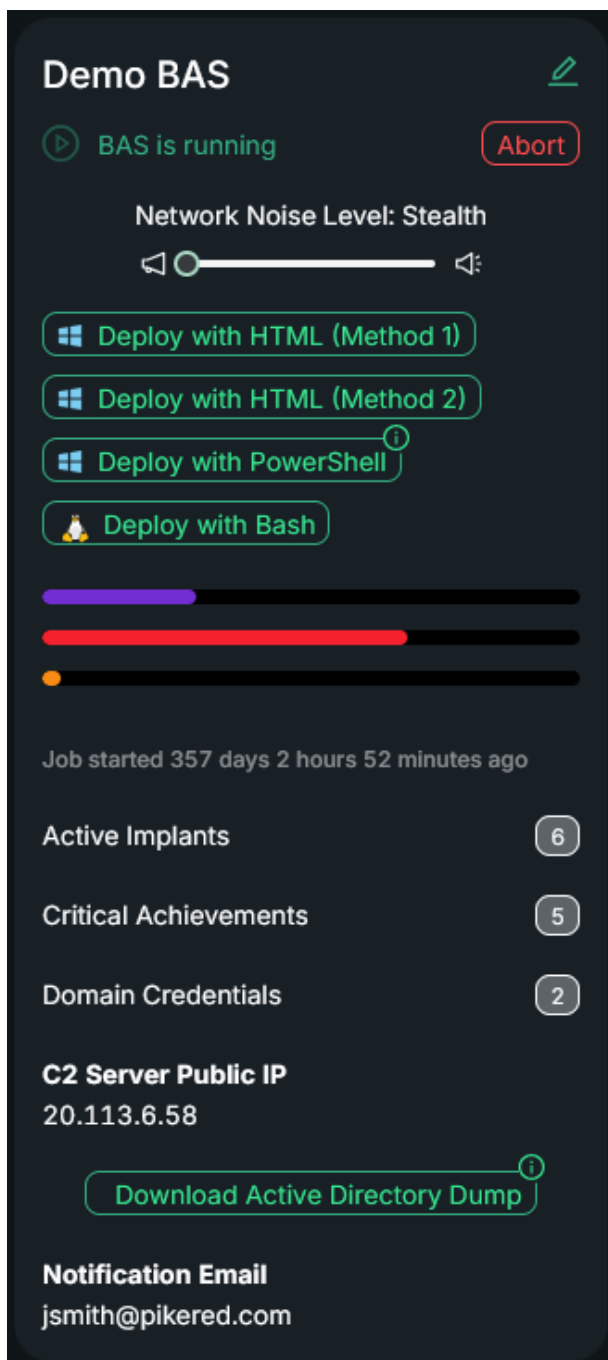 Demo BAS
BAS is running
Abort
Network Noise Level: Stealth
Deploy with HTML (Method 1)
Deploy with HTML (Method 2)
Deploy with PowerShell
Deploy with Bash
Job started 357 days 2 hours 52 minutes ago
Active Implants 6
Critical Achievements 5
Domain Credentials 2
C2 Server Public IP
20.113.6.58
Download Active Directory Dump
Notification Email
jsmith@pikered.com